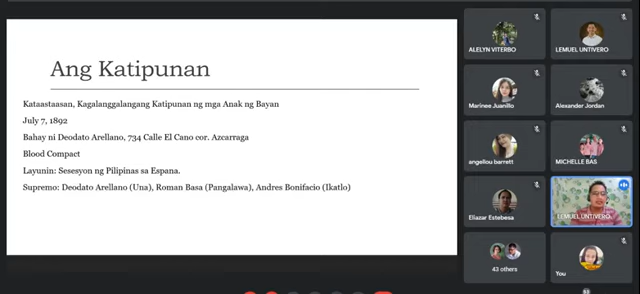 Ang Katipunan
Kataastaasan, Kagalanggalangang Katipunan ng mga Anak ng Bayan
July 7, 1892
Bahay ni Deodato Arellano, 734 Calle El Cano cor. Azcarraga
Blood Compact
Layunin: Sesesyon ng Pilipinas sa Espana.
Supremo: Deodato Arellano (Una), Roman Basa (Pangalawa), Andres Bonifacio (Ikatlo)
ALELYN VITERBO
LEMUEL UNTIVERO
Marinee Juanillo
Alexander Jordan
angeliou barrett
MICHELLE BAS
Eliazar Estebesa
LEMUEL UNTIVERO
43 others
You
53